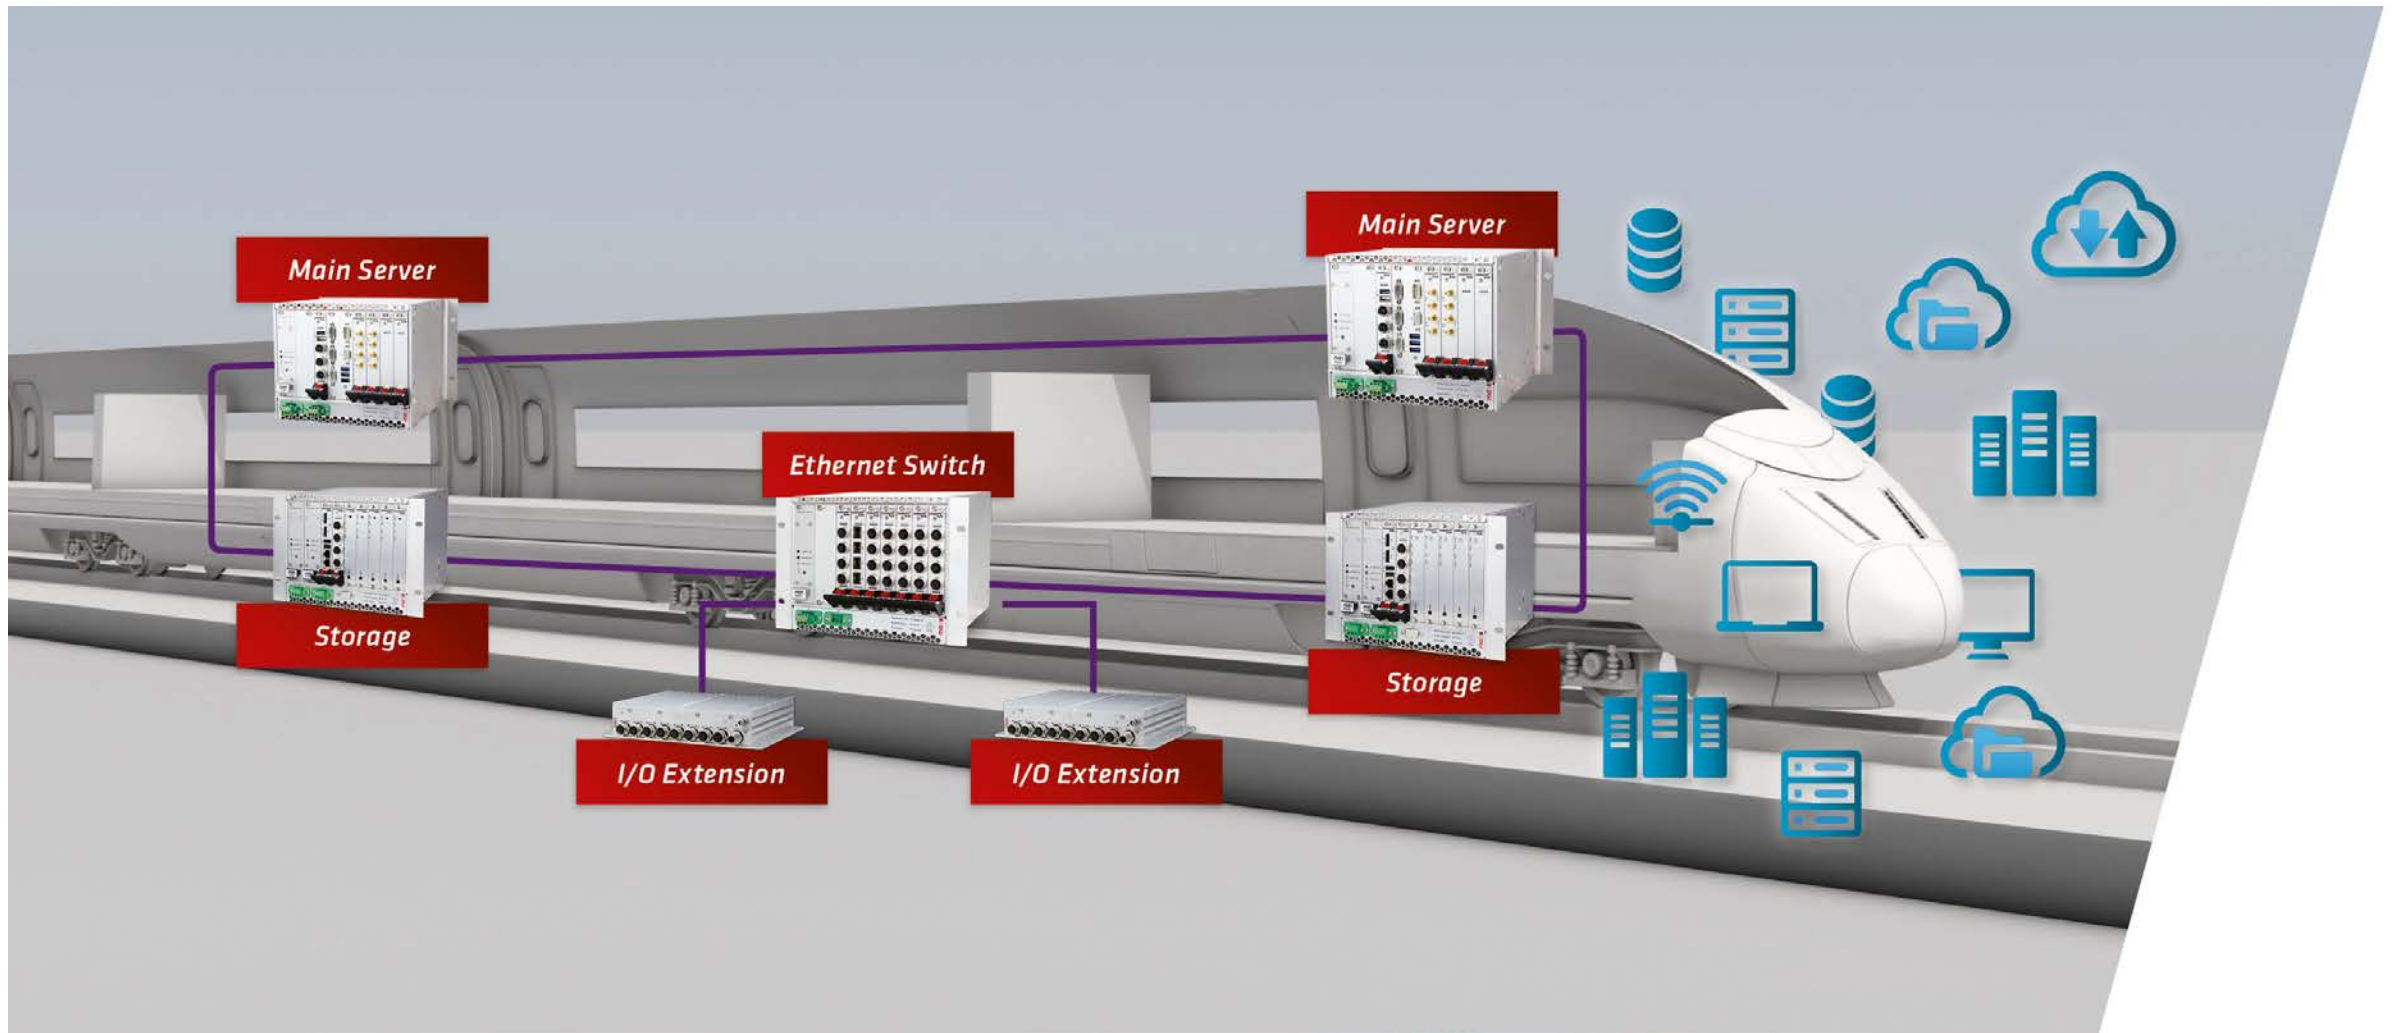 Main Server
Main Server
Ethernet Switch
Storage
Storage
I/O Extension
I/O Extension